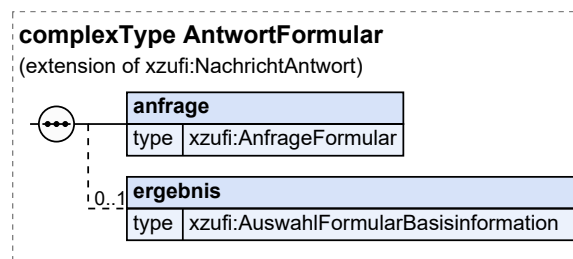 complexType AntwortFormular
(extension of xzufi:NachrichtAntwort)
anfrage
type xzufi:AnfrageFormular
0..1
ergebnis
type xzufi:AuswahlFormularBasisinformation